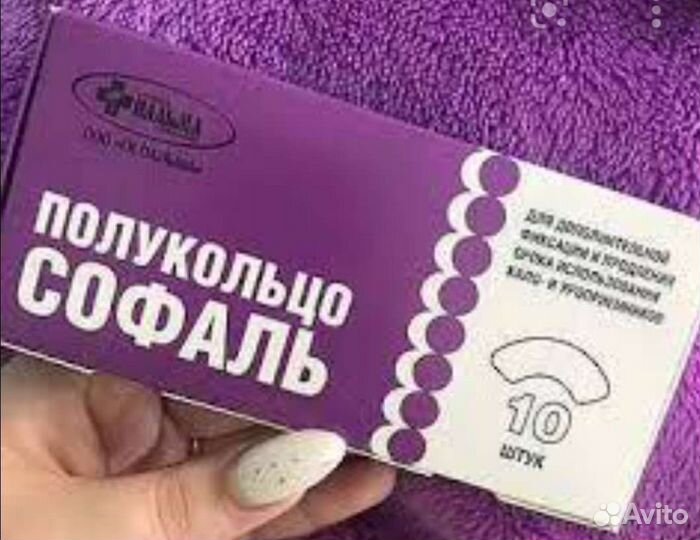 ПАЛЬМА
ПОЛУКОЛЬЦО
СОФАЛЬ
ДЛЯ ДОПОЛНИТЕЛЬНОЙ
ФИКСАЦИИ И ПРОДЛЕНИЯ
СРОКА ИСПОЛЬЗОВАНИЯ
КАЛО- И УРОПРИЕМНИКОВ
10
ШТУК
Avito